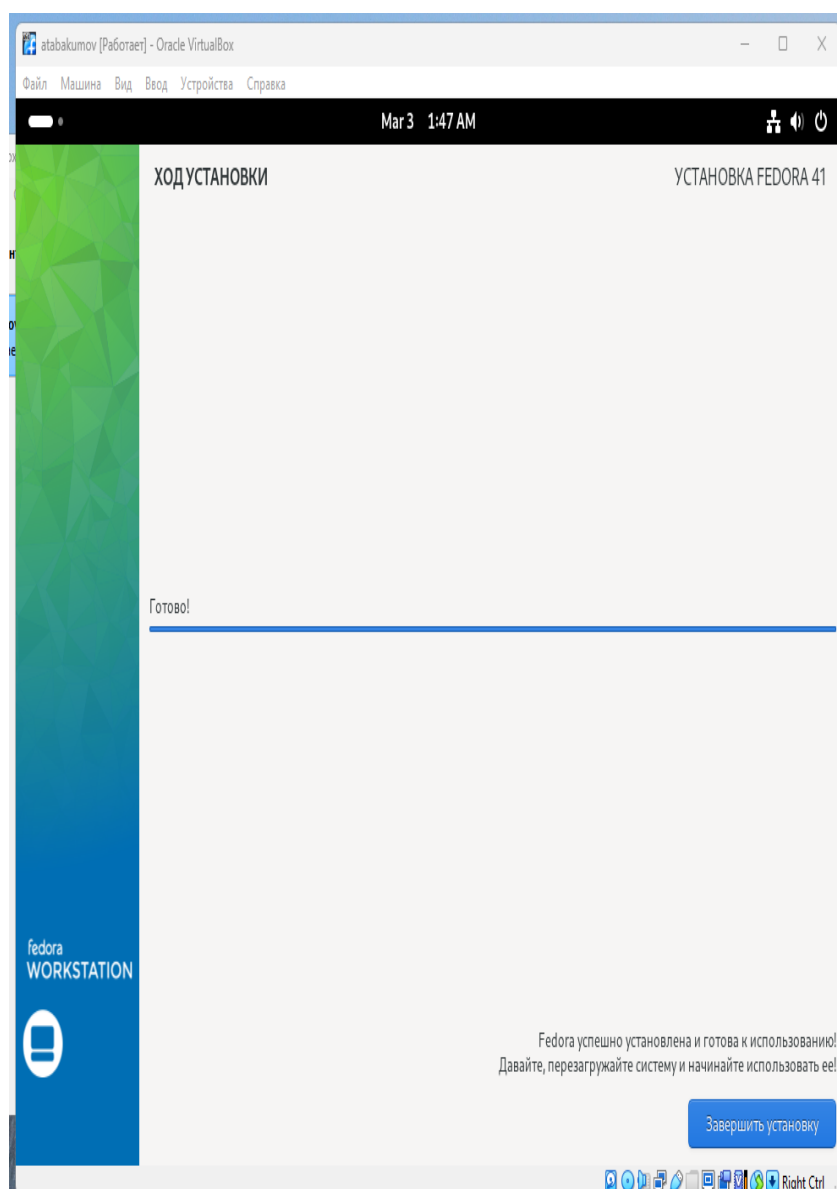 atabakumov [Работает] - Oracle VirtualBox
Файл Машина Вид Ввод Устройства Справка
Mar 3 1:47 AM
ХОД УСТАНОВКИ
УСТАНОВКА FEDORA 41
Готово!
fedora
WORKSTATION
Fedora успешно установлена и готова к использованию!
Давайте, перезагружайте систему и начинайте использовать ее!
Завершить установку
Right Ctrl